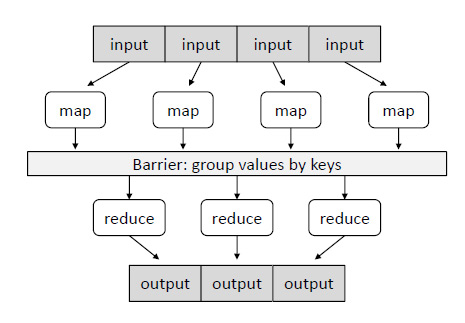 input input input input
map map map map
Barrier: group values by keys
reduce reduce reduce
output output output